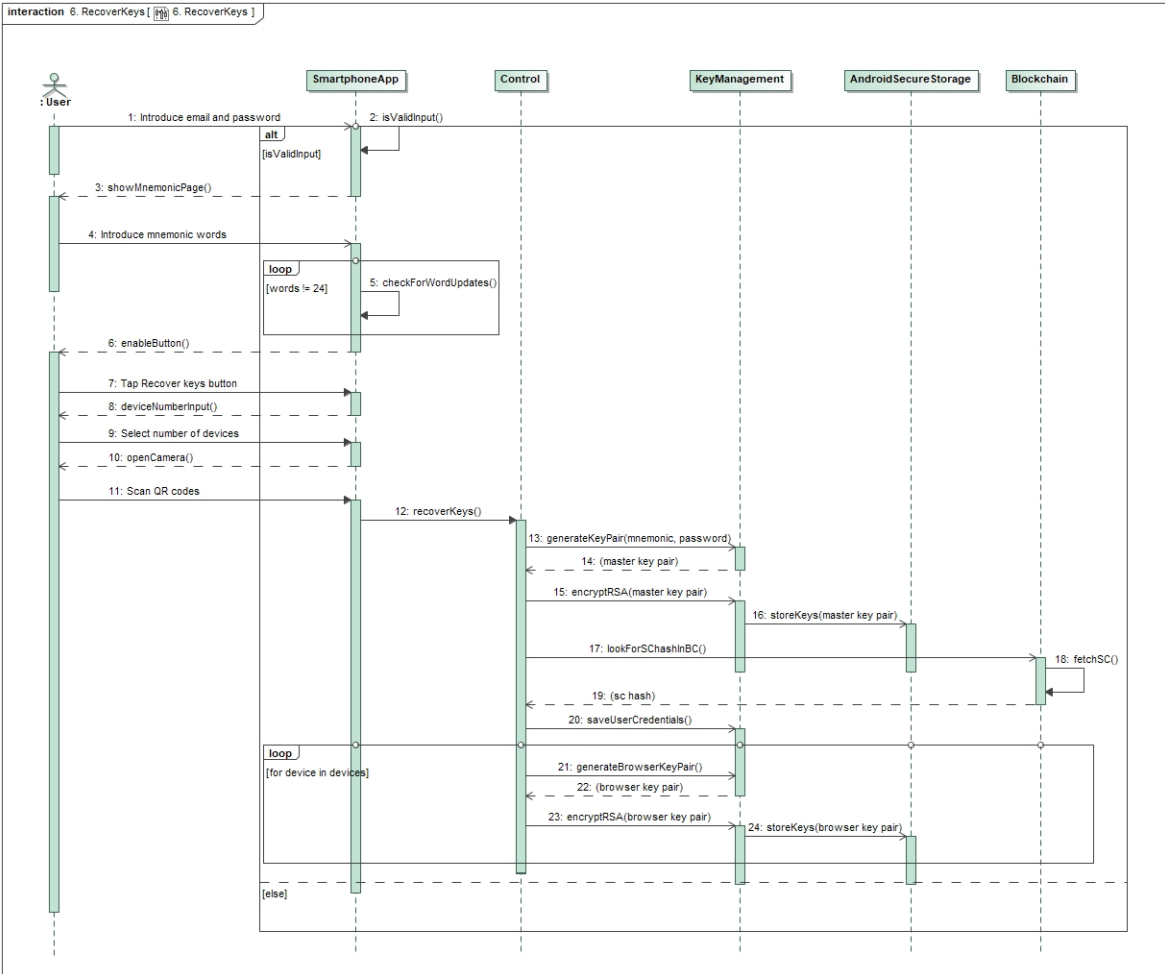 interaction 6. RecoverKeys [ 6. RecoverKeys ]
: User
SmartphoneApp
Control
KeyManagement
AndroidSecureStorage
Blockchain
1: Introduce email and password
2: isValidInput()
alt
[isValidInput]
3: showMnemonicPage()
4: Introduce mnemonic words
loop
[words != 24]
5: checkForWordUpdates()
6: enableButton()
7: Tap Recover keys button
8: deviceNumberInput()
9: Select number of devices
10: openCamera()
11: Scan QR codes
12: recoverKeys()
13: generateKeyPair(mnemonic, password)
14: (master key pair)
15: encryptRSA(master key pair)
16: storeKeys(master key pair)
17: lookForSChashInBC()
18: fetchSC()
19: (sc hash)
20: saveUserCredentials()
loop
[for device in devices]
21: generateBrowserKeyPair()
22: (browser key pair)
23: encryptRSA(browser key pair)
24: storeKeys(browser key pair)
[else]